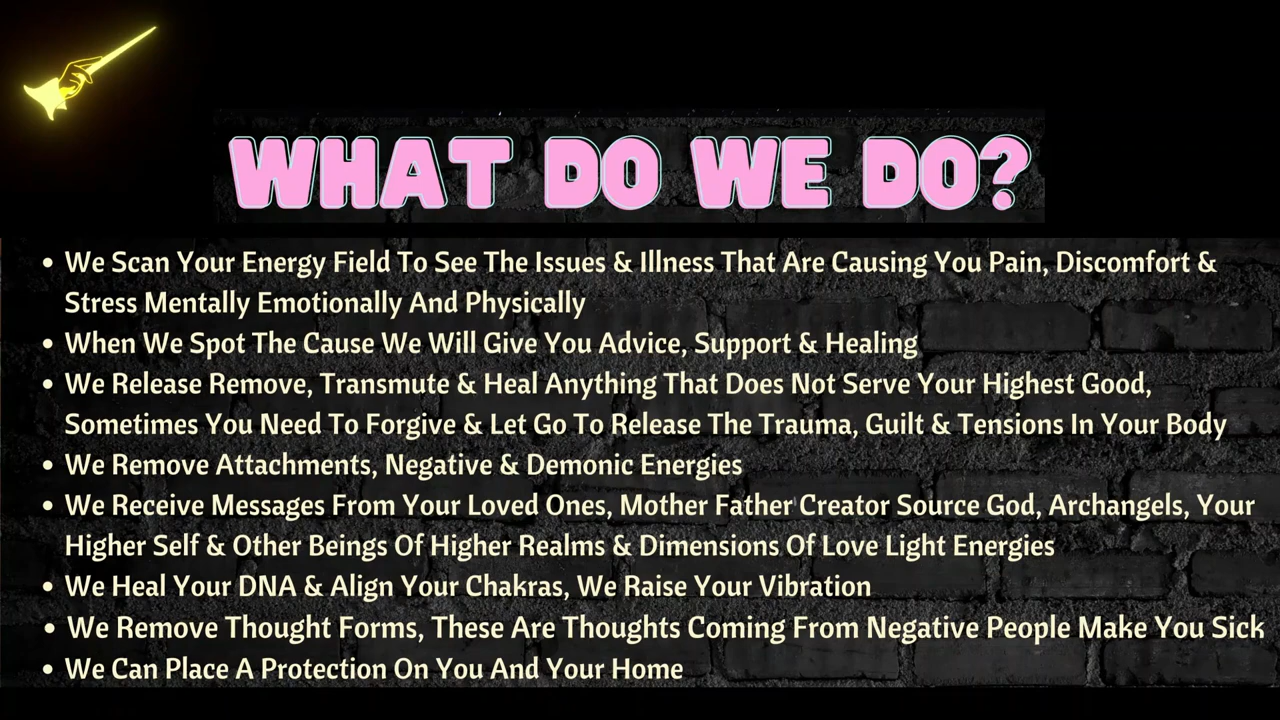 WHAT DO WE DO?
• We Scan Your Energy Field To See The Issues & Illness That Are Causing You Pain, Discomfort &
Stress Mentally Emotionally And Physically
• When We Spot The Cause We Will Give You Advice, Support & Healing
• We Release Remove, Transmute & Heal Anything That Does Not Serve Your Highest Good,
Sometimes You Need To Forgive & Let Go To Release The Trauma, Guilt & Tensions In Your Body
• We Remove Attachments, Negative & Demonic Energies
• We Receive Messages From Your Loved Ones, Mother Father Creator Source God, Archangels, Your
Higher Self & Other Beings Of Higher Realms & Dimensions Of Love Light Energies
• We Heal Your DNA & Align Your Chakras, We Raise Your Vibration
• We Remove Thought Forms, These Are Thoughts Coming From Negative People Make You Sick
• We Can Place A Protection On You And Your Home